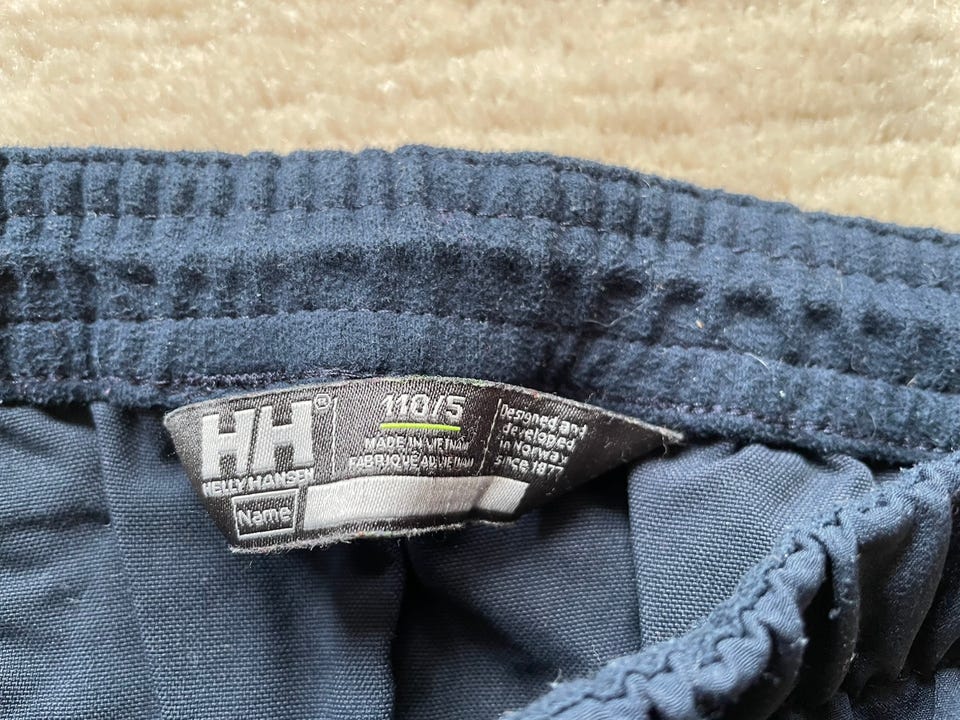 HH®
HELLY HANSEN
Name
110/5
MADE IN VIETNAM
FABRIQUÉ AU VIETNAM
Designed and
developed
in Norway
since 1877